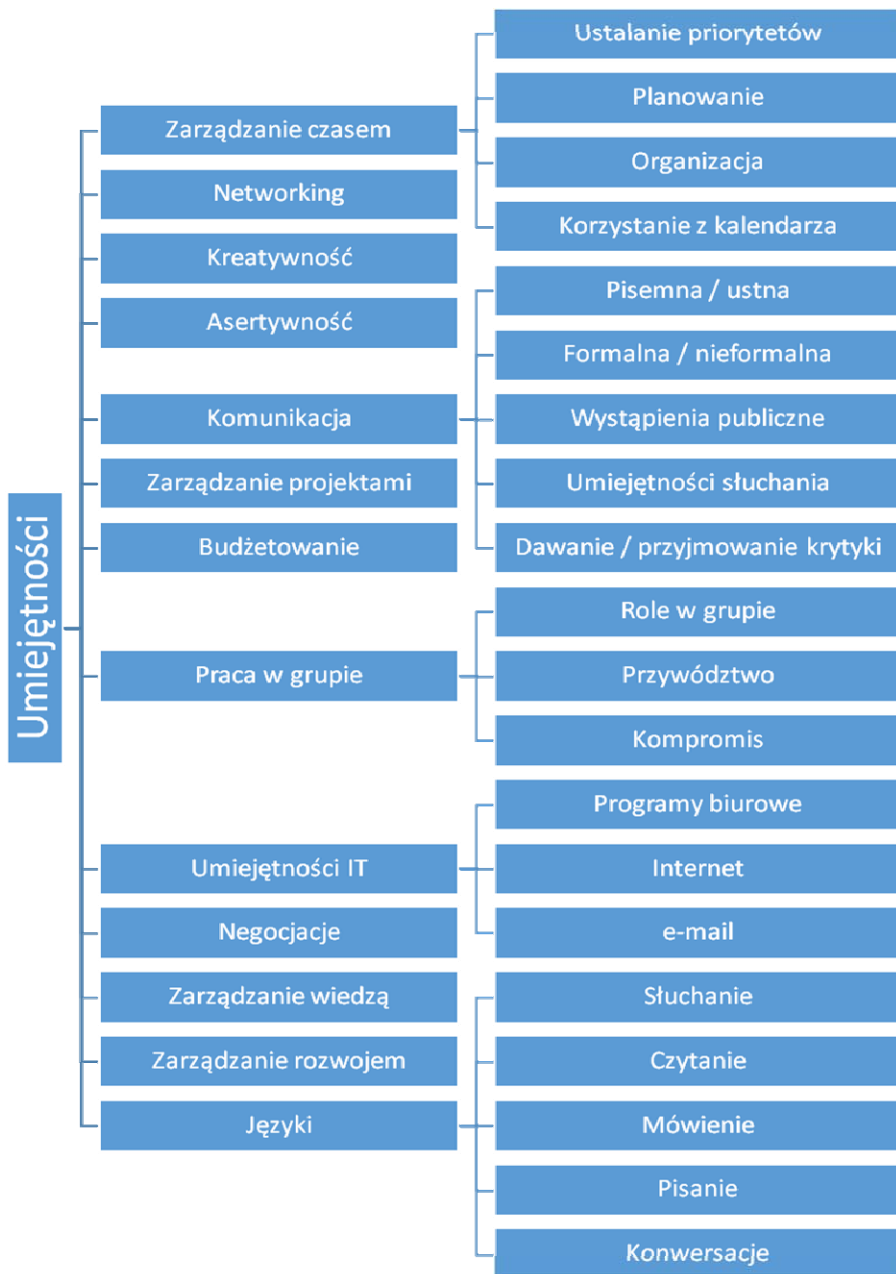 Umiejętności
Zarządzanie czasem
Ustalanie priorytetów
Planowanie
Organizacja
Korzystanie z kalendarza
Networking
Kreatywność
Asertywność
Komunikacja
Pisemna / ustna
Formalna / nieformalna
Wystąpienia publiczne
Umiejętności słuchania
Dawanie / przyjmowanie krytyki
Zarządzanie projektami
Budżetowanie
Praca w grupie
Role w grupie
Przywództwo
Kompromis
Umiejętności IT
Programy biurowe
Internet
e-mail
Negocjacje
Zarządzanie wiedzą
Zarządzanie rozwojem
Języki
Słuchanie
Czytanie
Mówienie
Pisanie
Konwersacje